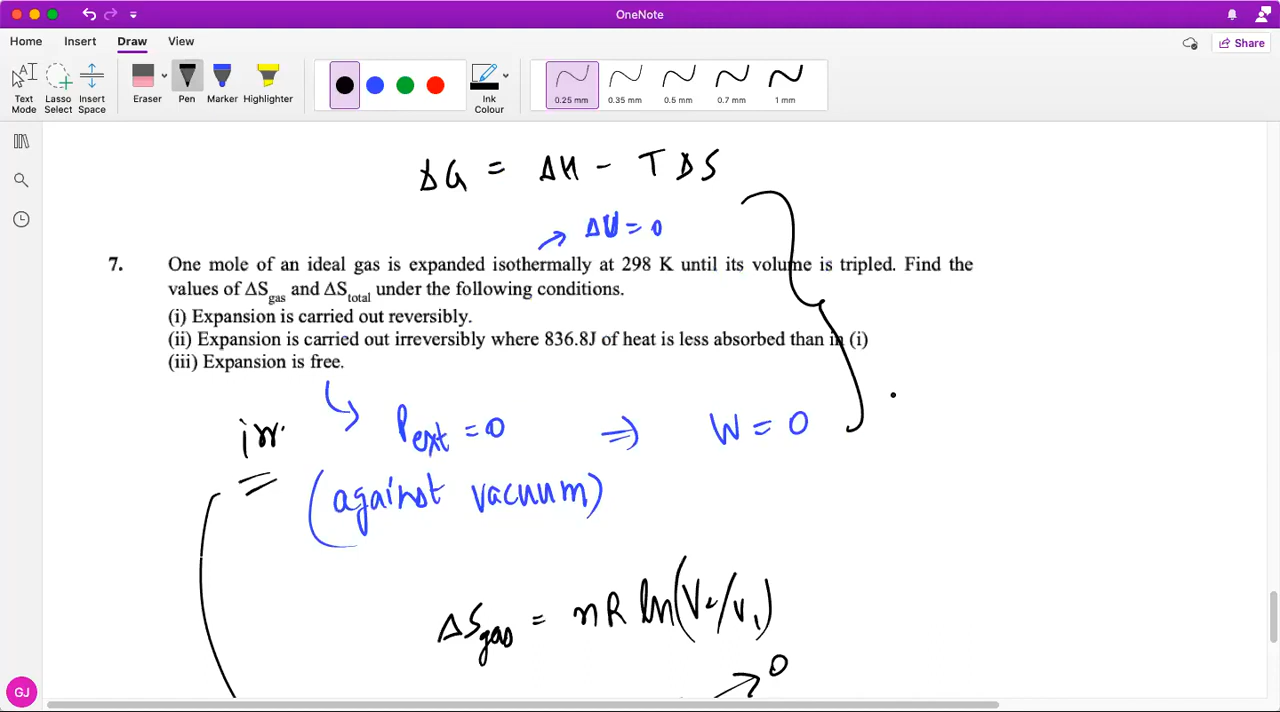 OneNote
Home Insert Draw View
Share
Text Mode
Lasso Select
Insert Space
Eraser
Pen
Marker
Highlighter
Ink Colour
0.25 mm
0.35 mm
0.5 mm
0.7 mm
1 mm
ΔG = ΔH - TΔS
ΔU = 0
7. One mole of an ideal gas is expanded isothermally at 298 K until its volume is tripled. Find the
values of ΔSgas and ΔStotal under the following conditions.
(i) Expansion is carried out reversibly.
(ii) Expansion is carried out irreversibly where 836.8J of heat is less absorbed than in (i)
(iii) Expansion is free.
irr. Pext = 0 ⇒ W = 0
(against vacuum)
ΔSgas = nR ln(V2/V1)
0
GJ